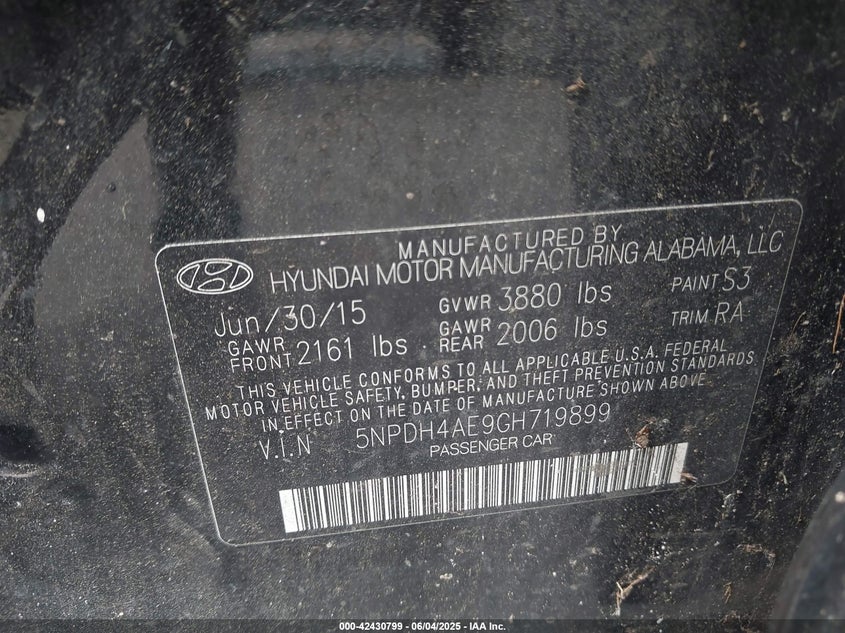 MANUFACTURED BY
HYUNDAI MOTOR MANUFACTURING ALABAMA, LLC
Jun/30/15 GVWR 3880 lbs PAINT S3
GAWR FRONT 2161 lbs GAWR REAR 2006 lbs TRIM RA
THIS VEHICLE CONFORMS TO ALL APPLICABLE U.S.A. FEDERAL
MOTOR VEHICLE SAFETY, BUMPER, AND THEFT PREVENTION STANDARDS
IN EFFECT ON THE DATE OF MANUFACTURE SHOWN ABOVE
V.I.N 5NPDH4AE9GH719899
PASSENGER CAR
000-42430799 - 06/04/2025 - IAA Inc.